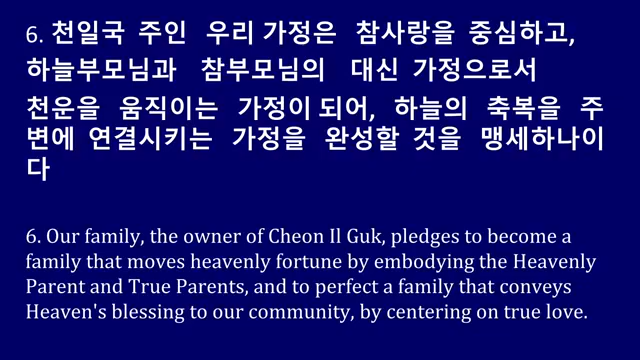 6. 천일국 주인 우리 가정은 참사랑을 중심하고,
하늘부모님과 참부모님의 대신 가정으로서
천운을 움직이는 가정이 되어, 하늘의 축복을 주
변에 연결시키는 가정을 완성할 것을 맹세하나이
다
6. Our family, the owner of Cheon Il Guk, pledges to become a
family that moves heavenly fortune by embodying the Heavenly
Parent and True Parents, and to perfect a family that conveys
Heaven's blessing to our community, by centering on true love.